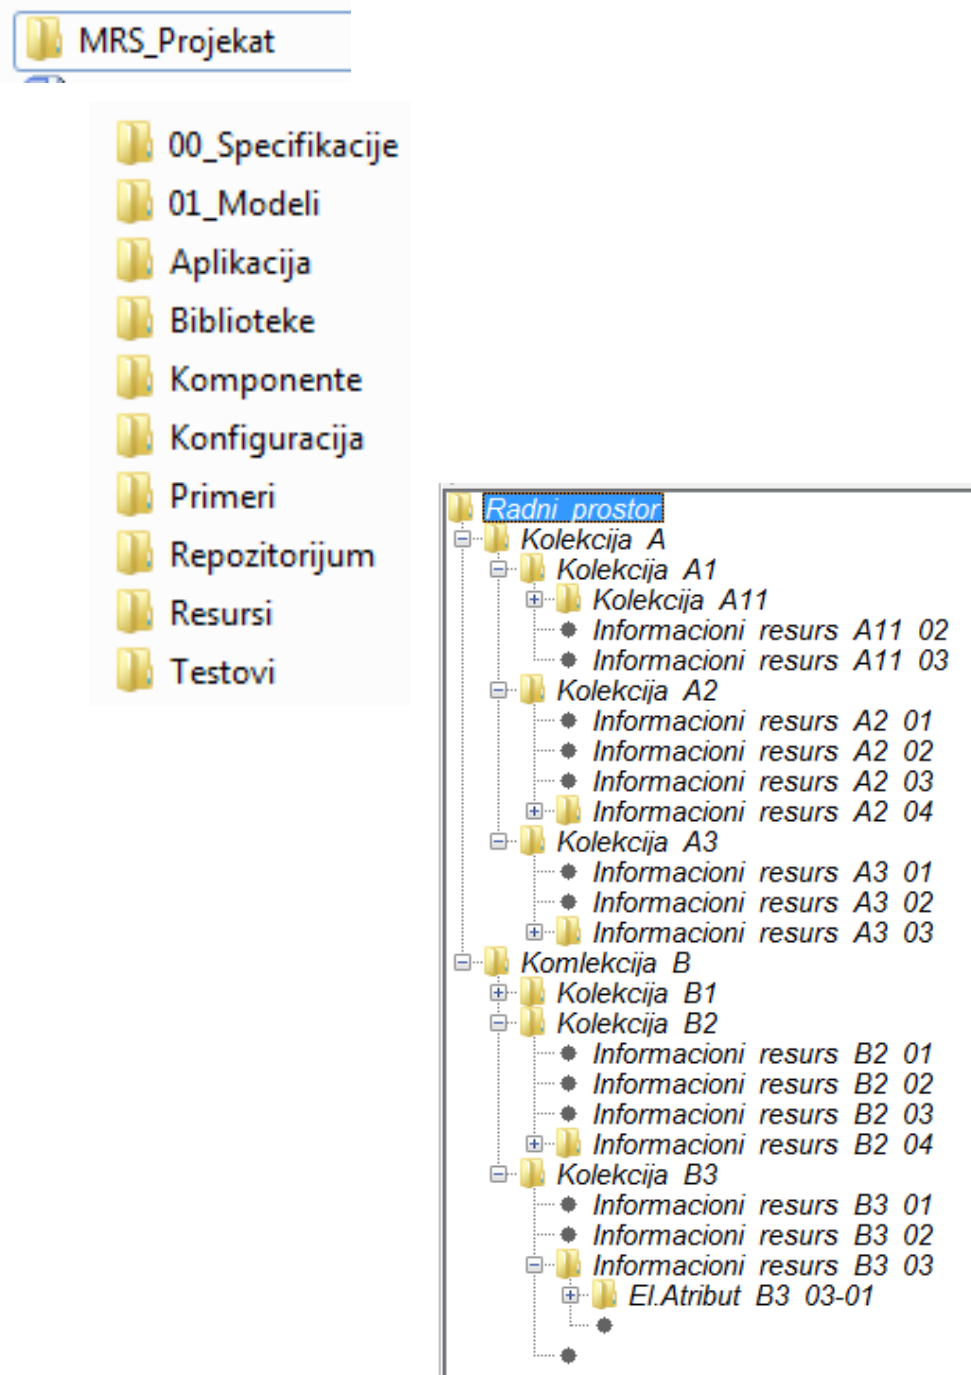 MRS_Projekat
00_Specifikacije
01_Modeli
Aplikacija
Biblioteke
Komponente
Konfiguracija
Primeri
Repozitorijum
Resursi
Testovi
Radni prostor
Kolekcija A
Kolekcija A1
Kolekcija A11
Informacioni resurs A11 02
Informacioni resurs A11 03
Kolekcija A2
Informacioni resurs A2 01
Informacioni resurs A2 02
Informacioni resurs A2 03
Informacioni resurs A2 04
Kolekcija A3
Informacioni resurs A3 01
Informacioni resurs A3 02
Informacioni resurs A3 03
Komlekcija B
Kolekcija B1
Kolekcija B2
Informacioni resurs B2 01
Informacioni resurs B2 02
Informacioni resurs B2 03
Informacioni resurs B2 04
Kolekcija B3
Informacioni resurs B3 01
Informacioni resurs B3 02
Informacioni resurs B3 03
El.Atribut B3 03-01